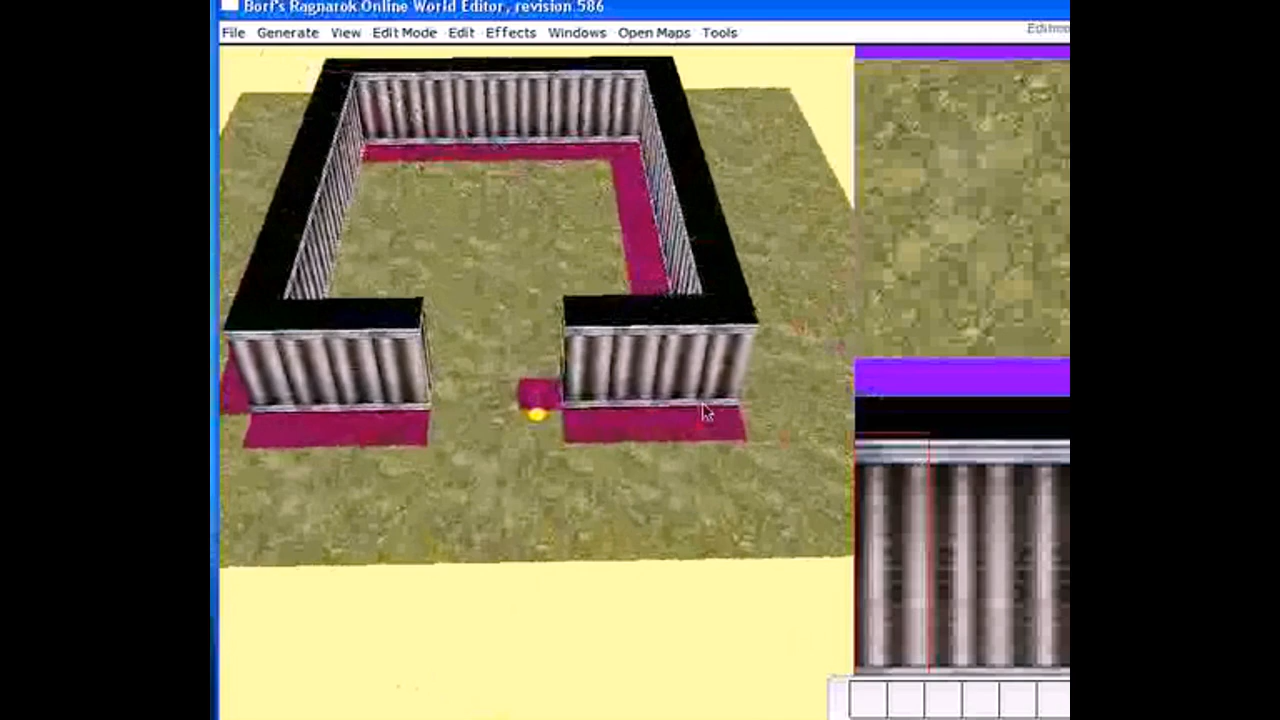 Borf's Ragnarok Online World Editor, revision 586
File Generate View Edit Mode Edit Effects Windows Open Maps Tools